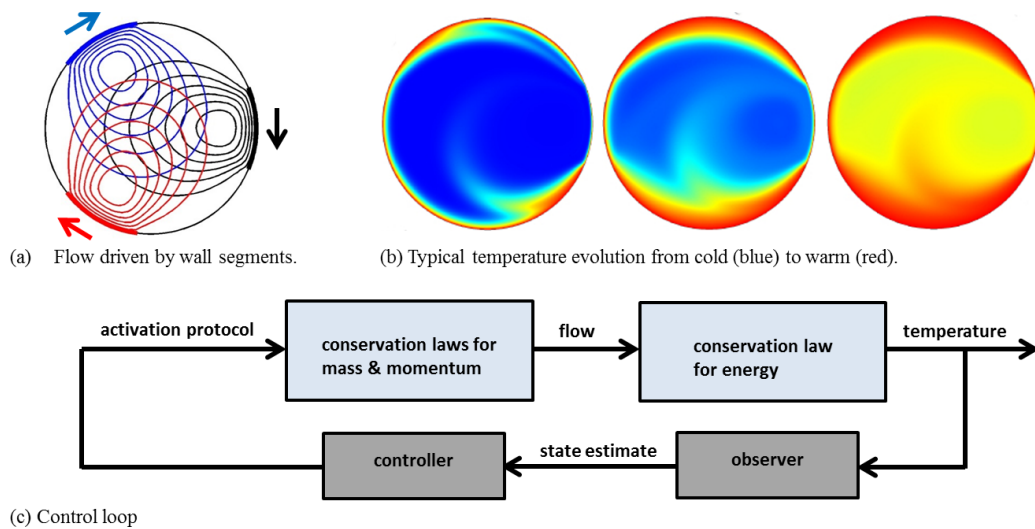 (a) Flow driven by wall segments.
(b) Typical temperature evolution from cold (blue) to warm (red).
activation protocol
conservation laws for
mass & momentum
flow
conservation law
for energy
temperature
controller
state estimate
observer
(c) Control loop